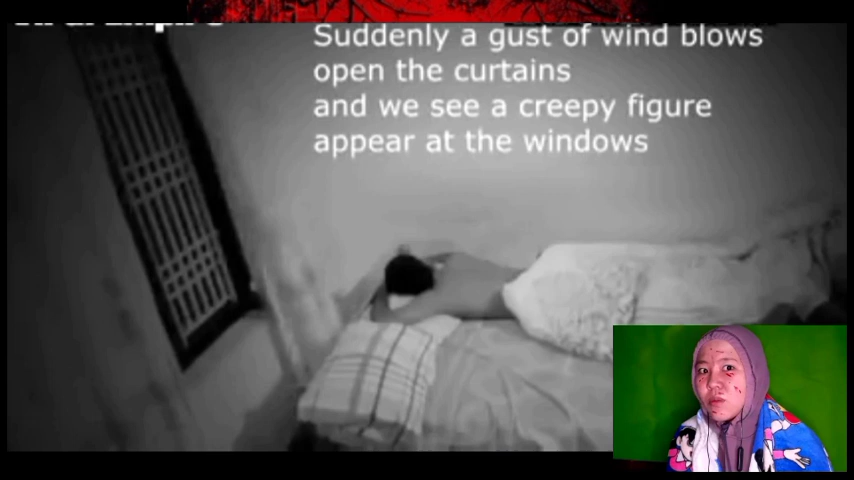 Suddenly a gust of wind blows
open the curtains
and we see a creepy figure
appear at the windows